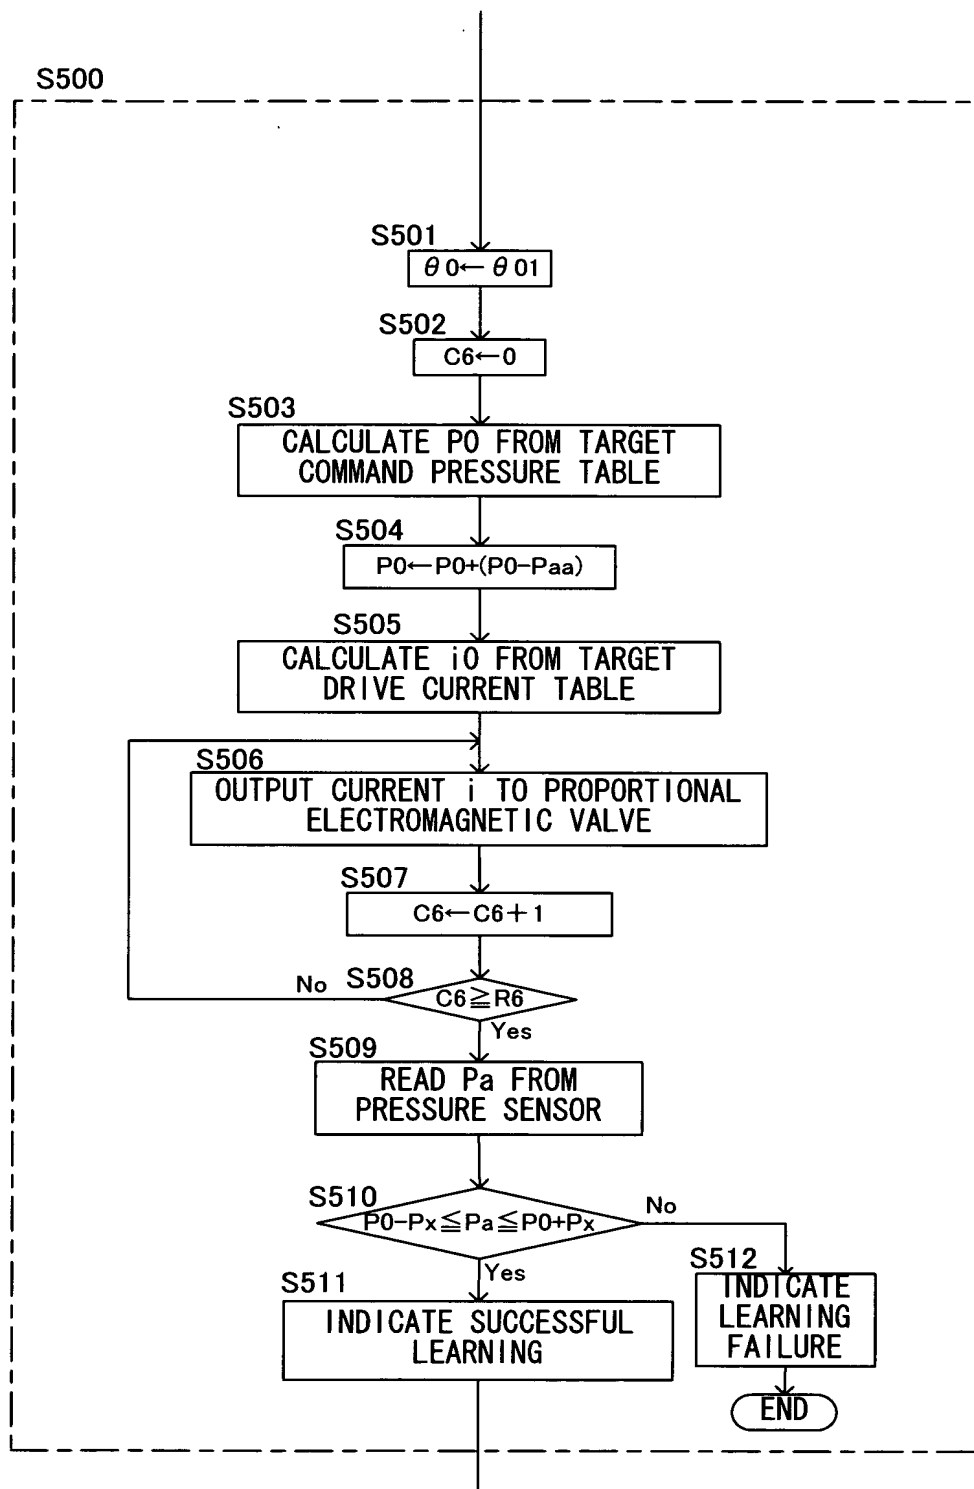 S500
S501
θ0←θ01
S502
C6←0
S503
CALCULATE P0 FROM TARGET
COMMAND PRESSURE TABLE
S504
P0←P0+(P0-Paa)
S505
CALCULATE i0 FROM TARGET
DRIVE CURRENT TABLE
S506
OUTPUT CURRENT i TO PROPORTIONAL
ELECTROMAGNETIC VALVE
S507
C6←C6+1
No
S508
C6≧R6
Yes
S509
READ Pa FROM
PRESSURE SENSOR
S510
P0-Px≦Pa≦P0+Px
No
Yes
S511
INDICATE SUCCESSFUL
LEARNING
S512
INDICATE
LEARNING
FAILURE
END